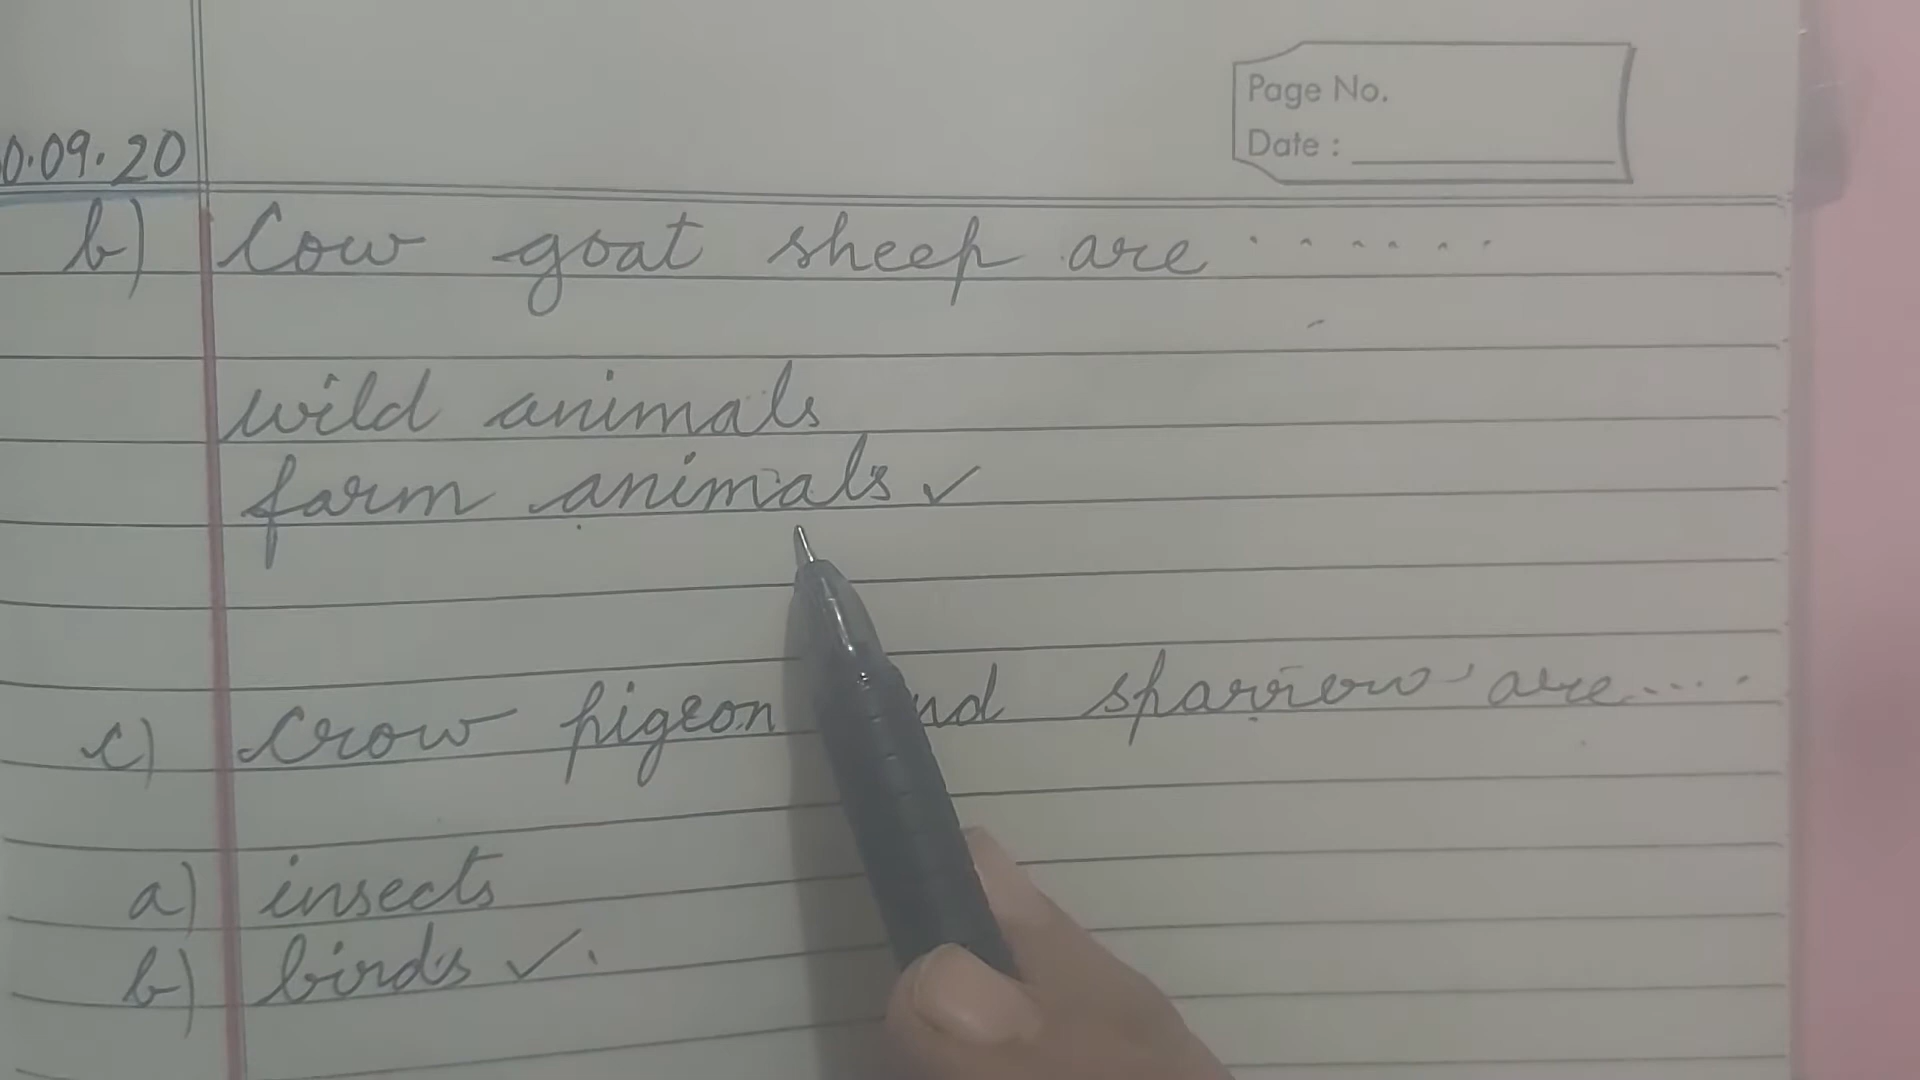 Page No.
Date :
0.09.20
b) Cow goat sheep are ......
wild animals
farm animals ✓
c) Crow pigeon nd sparrow are....
a) insects
b) birds ✓.